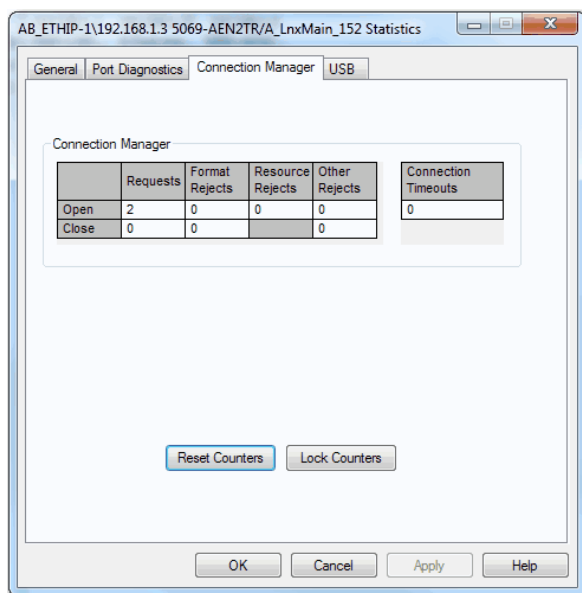 AB_ETHIP-1\192.168.1.3 5069-AEN2TR/A_LnxMain_152 Statistics
General Port Diagnostics Connection Manager USB
Connection Manager
Requests Format Rejects Resource Rejects Other Rejects Connection Timeouts
Open 2 0 0 0 0
Close 0 0 0
Reset Counters Lock Counters
OK Cancel Apply Help